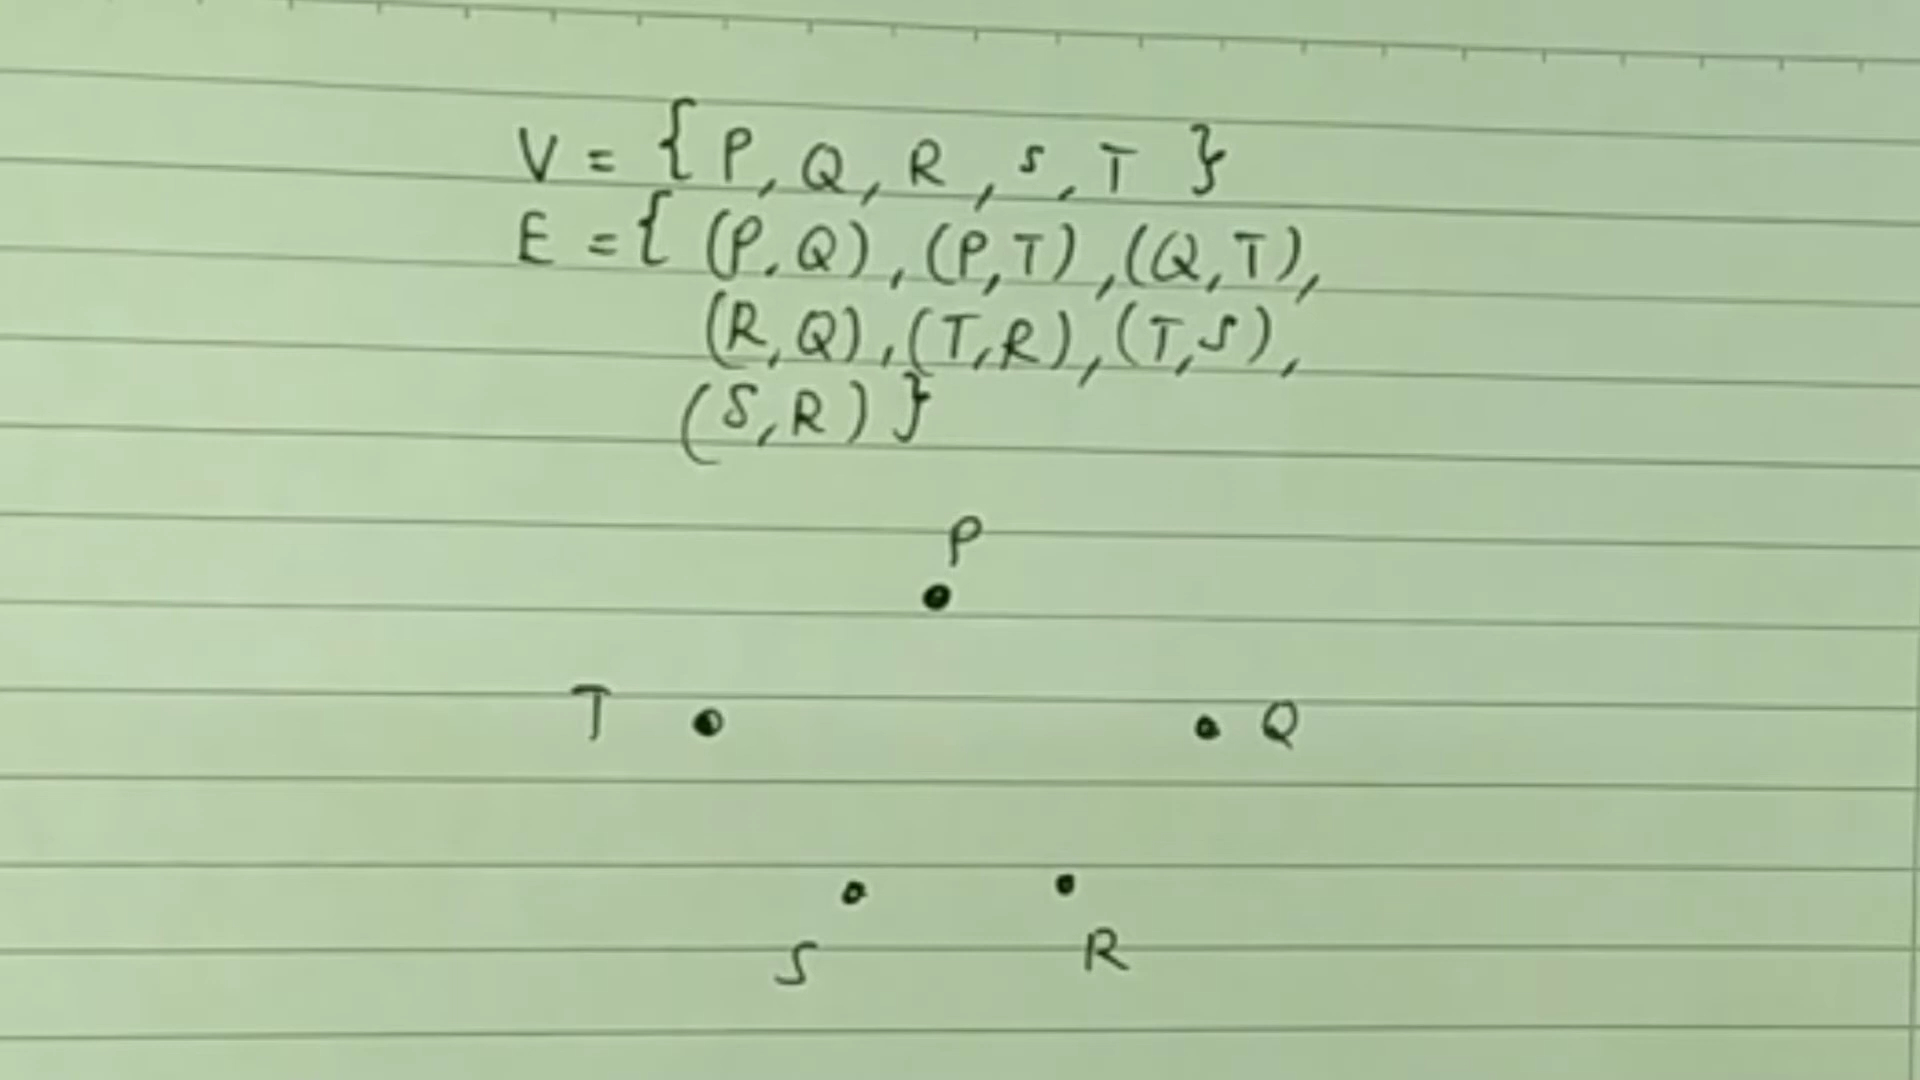 V = { P, Q, R, S, T }
E = { (P, Q), (P, T), (Q, T),
(R, Q), (T, R), (T, S),
(S, R) }
P
T
Q
S
R